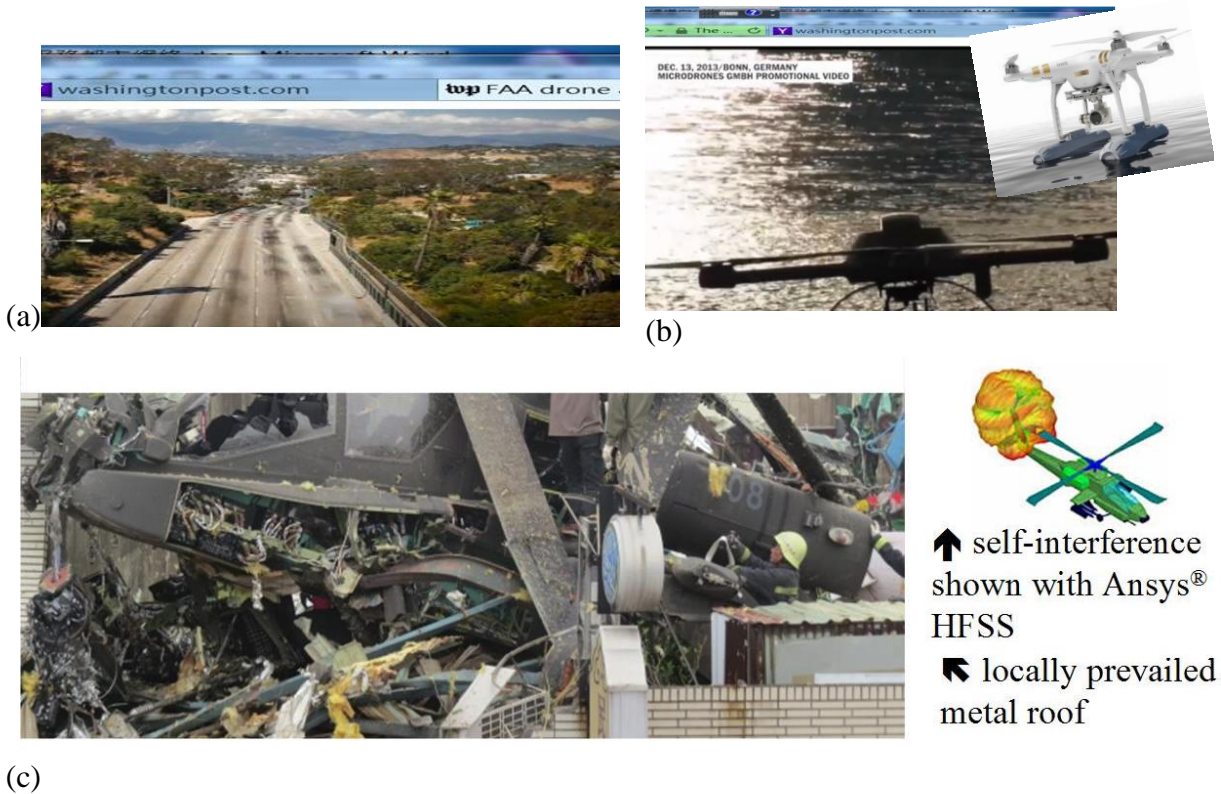 washingtonpost.com
wp FAA drone
The ...
washingtonpost.com
DEC. 13, 2013/BONN, GERMANY
MICRODRONES GMBH PROMOTIONAL VIDEO
(a)
(b)
08
↑ self-interference
shown with Ansys®
HFSS
↖ locally prevailed
metal roof
(c)